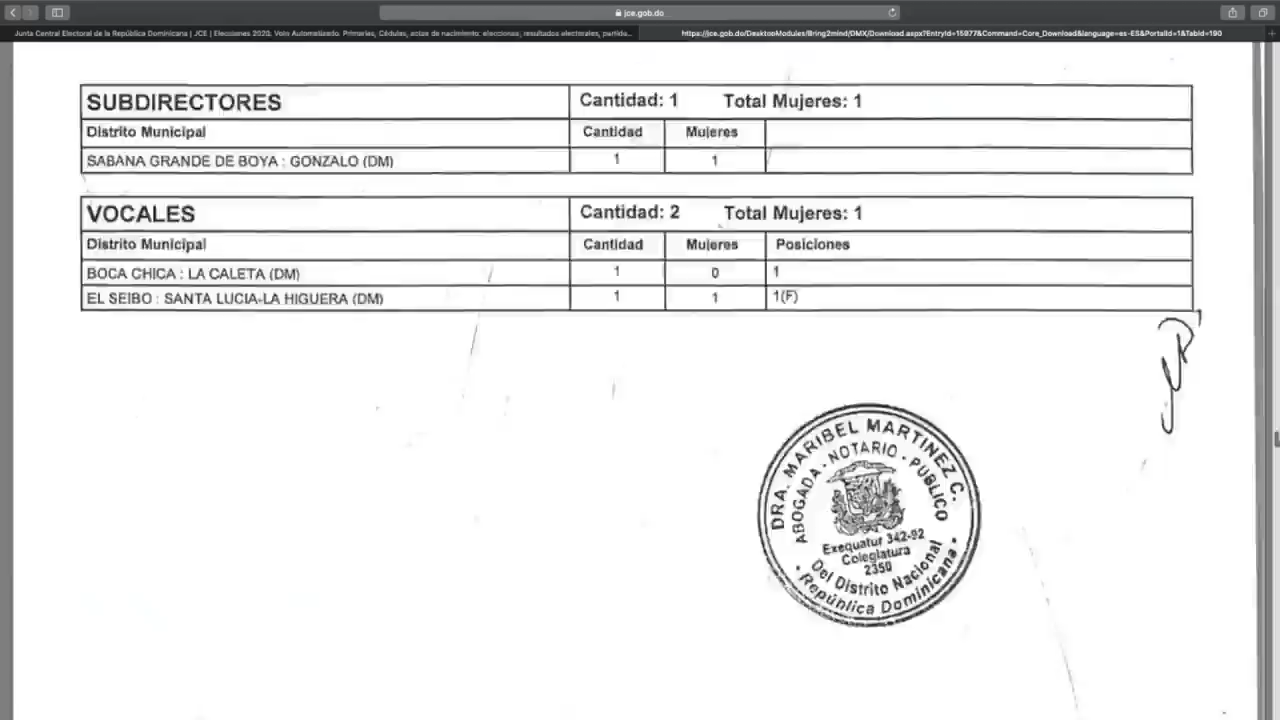 jce.gob.do
Junta Central Electoral de la República Dominicana | JCE | Elecciones 2020, Voto Automatizado, Primarias, Cédulas, actas de nacimiento: elecciones, resultados electorales, partido...
https://jce.gob.do/DesktopModules/Bring2mind/DMX/Download.aspx?EntryId=15977&Command=Core_Download&language=es-ES&PortalId=1&TabId=190
SUBDIRECTORES Cantidad: 1 Total Mujeres: 1
Distrito Municipal Cantidad Mujeres
SABANA GRANDE DE BOYA : GONZALO (DM) 1 1
VOCALES Cantidad: 2 Total Mujeres: 1
Distrito Municipal Cantidad Mujeres Posiciones
BOCA CHICA : LA CALETA (DM) 1 0 1
EL SEIBO : SANTA LUCIA-LA HIGUERA (DM) 1 1 1(F)
DRA. MARIBEL MARTINEZ C.
ABOGADA - NOTARIO - PUBLICO
Exequatur 342-92
Colegiatura
2350
Del Distrito Nacional
República Dominicana